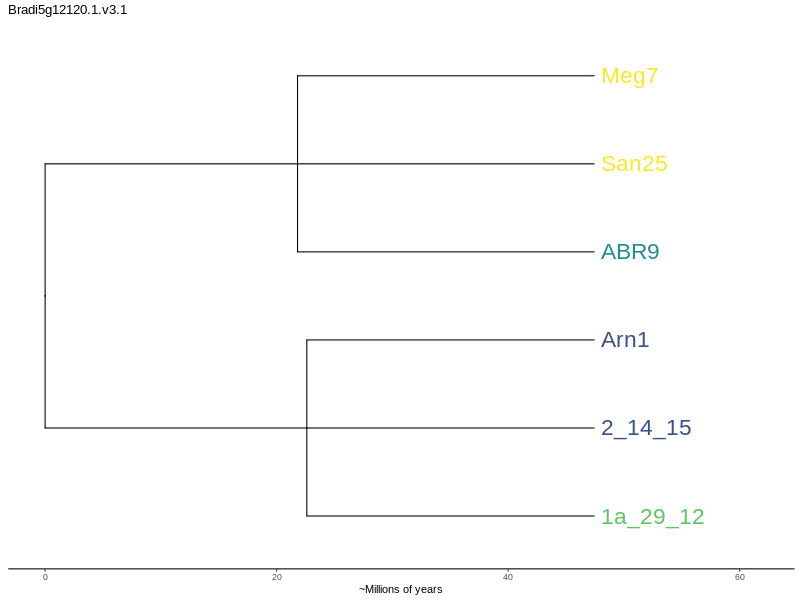 Bradi5g12120.1.v3.1
Meg7
San25
ABR9
Arn1
2_14_15
1a_29_12
0 20 40 60
~Millions of years